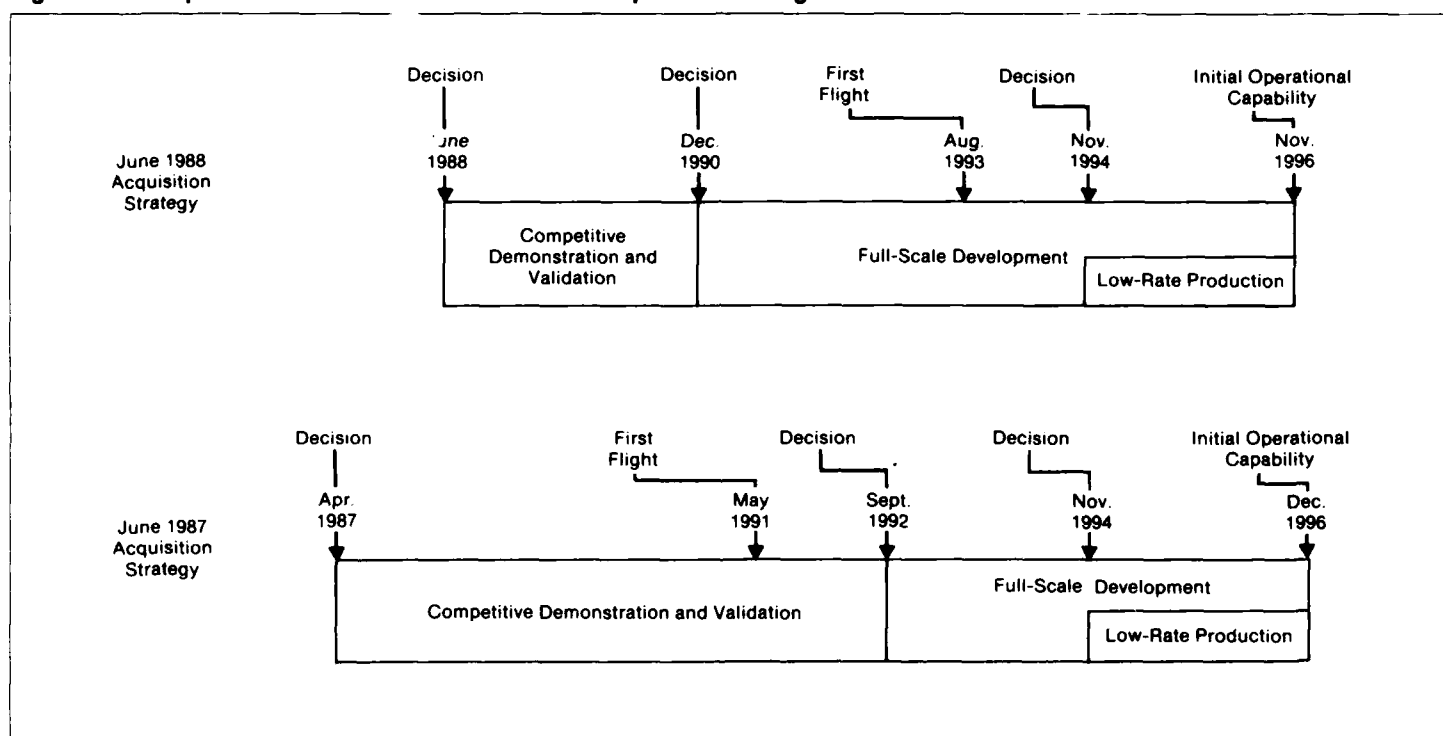 Decision
Decision
First
Flight
Decision
Initial Operational
Capability
June 1988
Acquisition
Strategy
1988
Dec.
1990
Aug.
1993
Nov.
1994
Nov.
1996
Competitive
Demonstration and
Validation
Full-Scale Development
Low-Rate Production
Decision
First
Flight
Decision
Decision
Initial Operational
Capability
June 1987
Acquisition
Strategy
Apr.
1987
May
1991
Sept.
1992
Nov.
1994
Dec.
1996
Competitive Demonstration and Validation
Full-Scale Development
Low-Rate Production